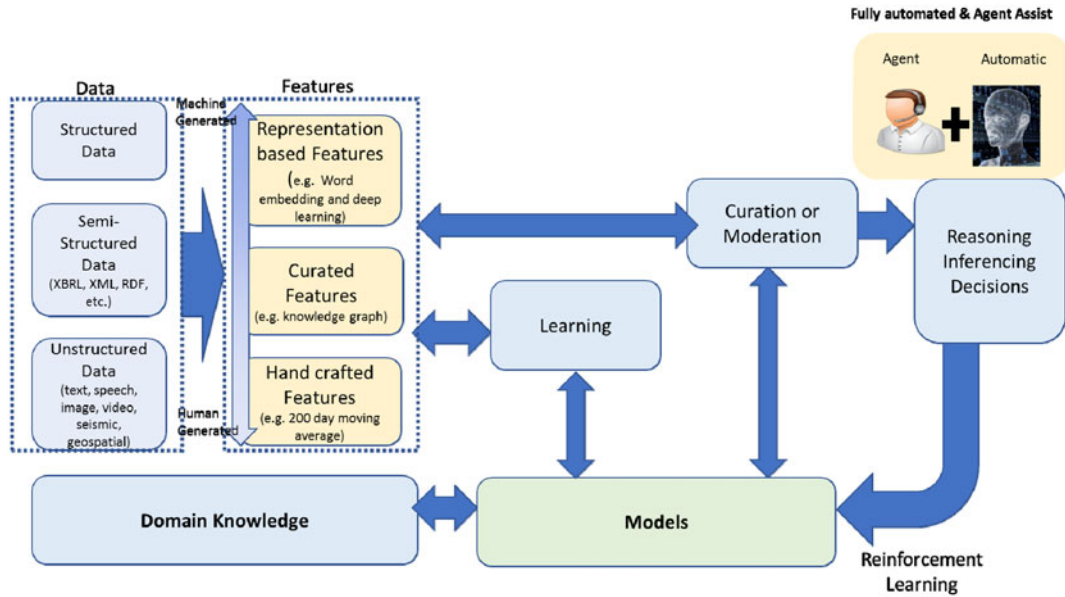 Fully automated & Agent Assist
Agent
Automatic
Data
Structured
Data
Semi-
Structured
Data
(XBRL, XML, RDF,
etc.)
Unstructured
Data
(text, speech,
image, video,
seismic,
geospatial)
Machine
Generated
Human
Generated
Features
Representation
based Features
(e.g. Word
embedding and deep
learning)
Curated
Features
(e.g. knowledge graph)
Hand crafted
Features
(e.g. 200 day moving
average)
Learning
Curation or
Moderation
Reasoning
Inferencing
Decisions
Domain Knowledge
Models
Reinforcement
Learning